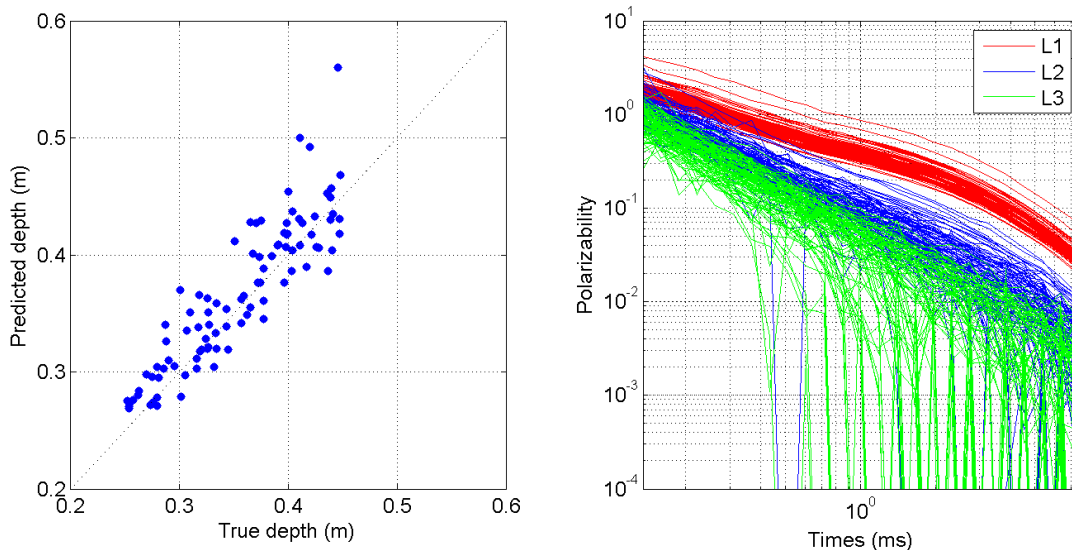 0.6
0.5
0.4
0.3
0.2
0.2
0.3
0.4
0.5
0.6
Predicted depth (m)
True depth (m)
10^1
10^0
10^-1
10^-2
10^-3
10^-4
10^0
Polarizability
Times (ms)
L1
L2
L3